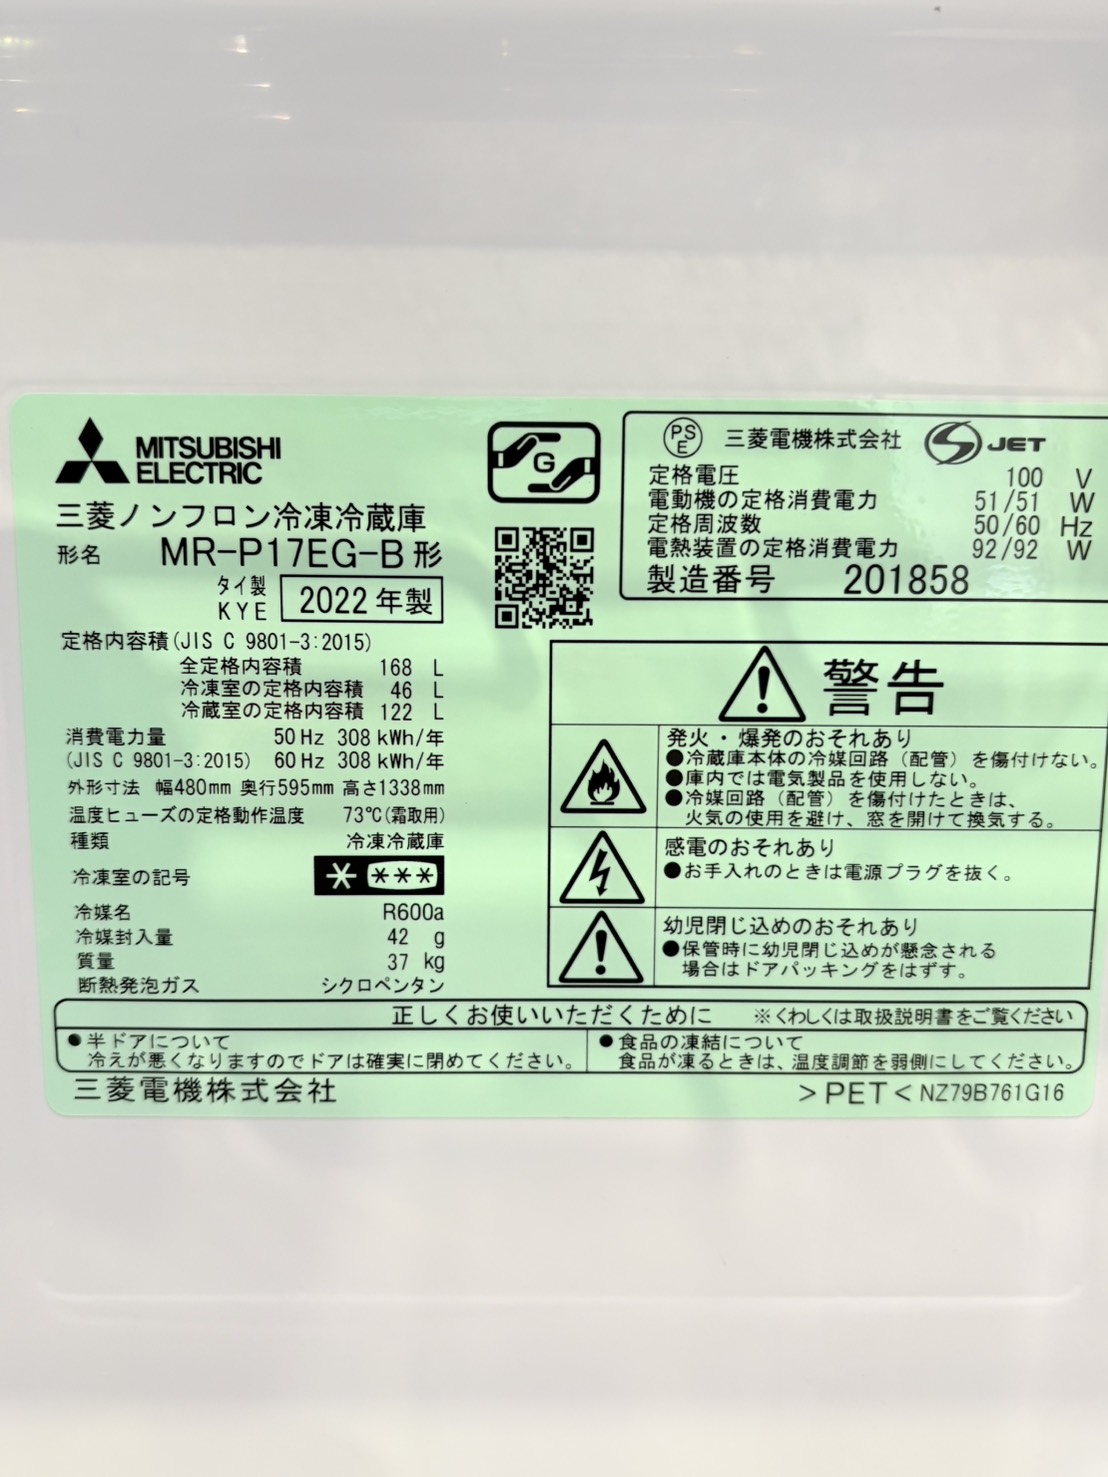 MITSUBISHI
ELECTRIC
三菱ノンフロン冷凍冷蔵庫
形名 MR-P17EG-B形
タイ製
KYE 2022年製
定格内容積(JIS C 9801-3:2015)
全定格内容積 168 L
冷凍室の定格内容積 46 L
冷蔵室の定格内容積 122 L
消費電力量 50Hz 308kWh/年
(JIS C 9801-3:2015) 60Hz 308kWh/年
外形寸法 幅480mm 奥行595mm 高さ1338mm
温度ヒューズの定格動作温度 73℃(霜取用)
種類 冷凍冷蔵庫
冷凍室の記号
冷媒名 R600a
冷媒封入量 42 g
質量 37 kg
断熱発泡ガス シクロペンタン
G
PSE 三菱電機株式会社 S JET
定格電圧 100 V
電動機の定格消費電力 51/51 W
定格周波数 50/60 Hz
電熱装置の定格消費電力 92/92 W
製造番号 201858
警告
発火・爆発のおそれあり
●冷蔵庫本体の冷媒回路(配管)を傷付けない。
●庫内では電気製品を使用しない。
●冷媒回路(配管)を傷付けたときは、
火気の使用を避け、窓を開けて換気する。
感電のおそれあり
●お手入れのときは電源プラグを抜く。
幼児閉じ込めのおそれあり
●保管時に幼児閉じ込めが懸念される
場合はドアパッキングをはずす。
正しくお使いいただくために ※くわしくは取扱説明書をご覧ください
●半ドアについて
冷えが悪くなりますのでドアは確実に閉めてください。
●食品の凍結について
食品が凍るときは、温度調節を弱側にしてください。
三菱電機株式会社
>PET< NZ79B761G16